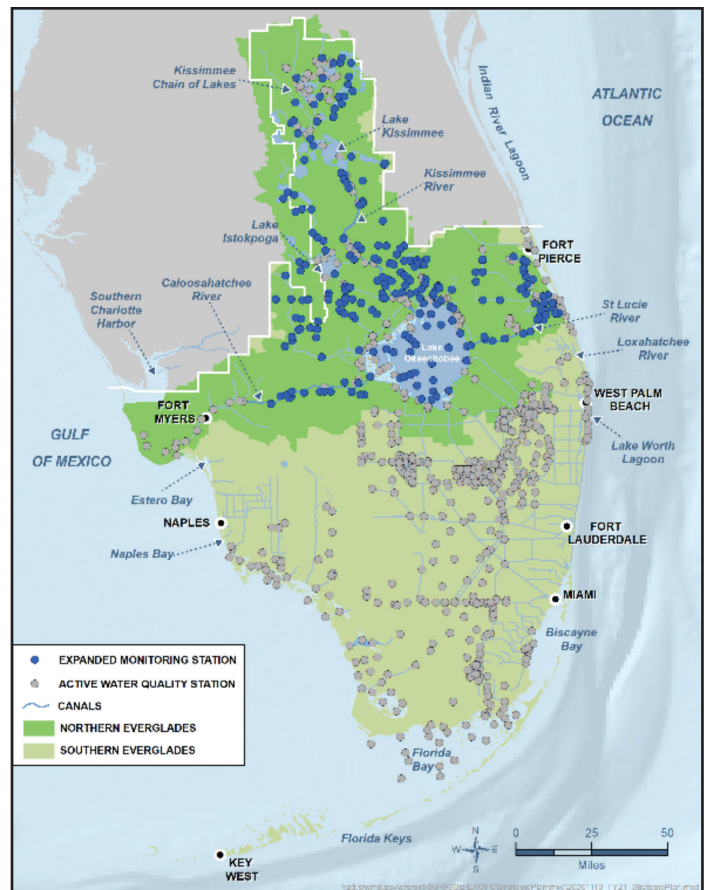 Kissimmee
Chain of Lakes
Indian River Lagoon
ATLANTIC
OCEAN
Lake
Kissimmee
Kissimmee
River
Lake
Istokpoga
FORT
PIERCE
Caloosahatchee
River
Southern
Charlotte
Harbor
St Lucie
River
Loxahatchee
River
Lake
Okeechobee
WEST PALM
BEACH
FORT
MYERS
GULF
OF MEXICO
Lake Worth
Lagoon
Estero Bay
NAPLES
FORT
LAUDERDALE
Naples Bay
MIAMI
Biscayne
Bay
EXPANDED MONITORING STATION
ACTIVE WATER QUALITY STATION
CANALS
NORTHERN EVERGLADES
SOUTHERN EVERGLADES
Florida
Bay
Florida Keys
KEY
WEST
N
W
E
S
0 25 50
Miles